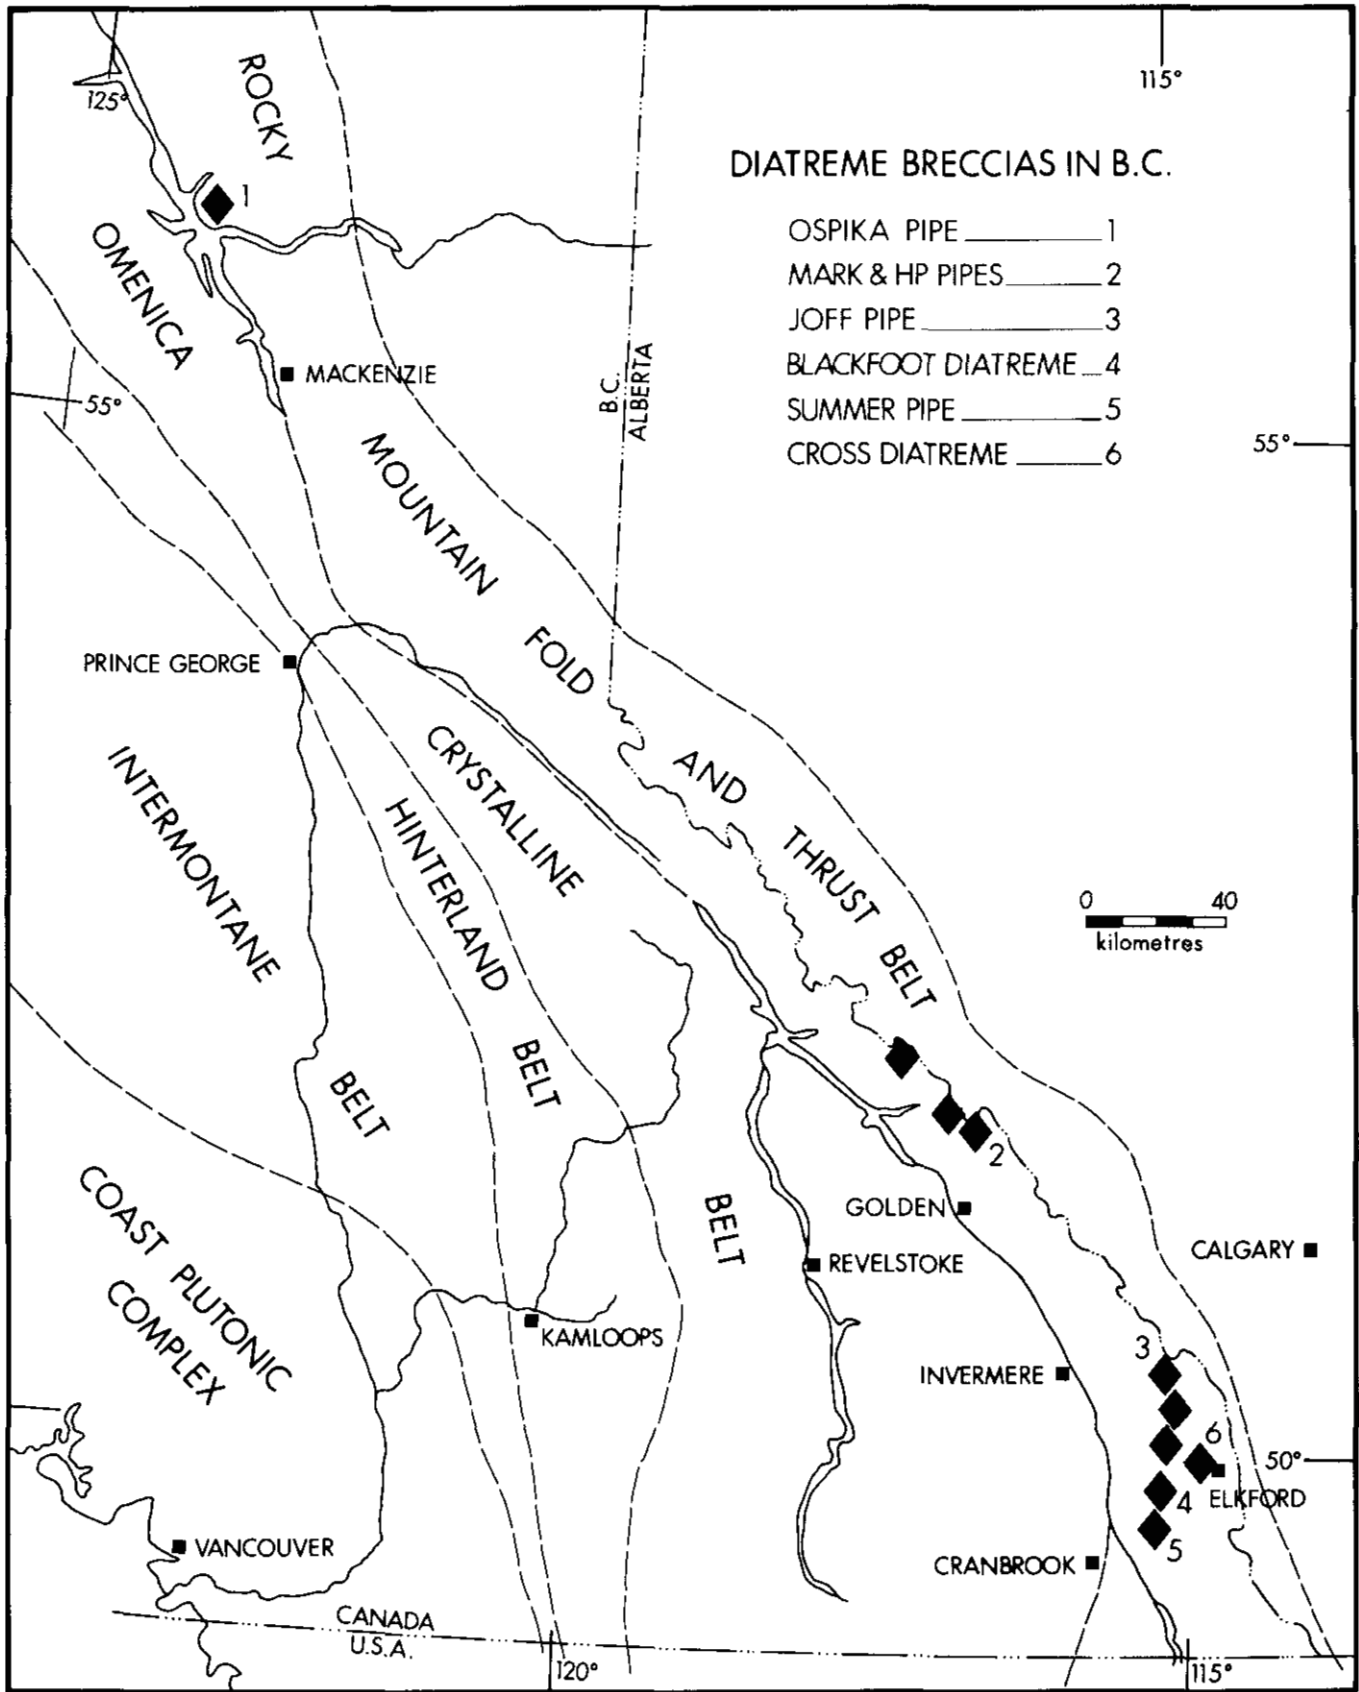 ROCKY
125°
115°
DIATREME BRECCIAS IN B.C.
1
OSPIKA PIPE 1
MARK & HP PIPES 2
JOFF PIPE 3
BLACKFOOT DIATREME 4
SUMMER PIPE 5
CROSS DIATREME 6
OMENICA
MACKENZIE
B.C.
ALBERTA
55°
55°
MOUNTAIN
FOLD
PRINCE GEORGE
AND
CRYSTALLINE
INTERMONTANE
HINTERLAND
THRUST
0 40
kilometres
BELT
BELT
BELT
2
COAST PLUTONIC
COMPLEX
BELT
GOLDEN
CALGARY
REVELSTOKE
KAMLOOPS
3
INVERMERE
6
50°
4
ELKFORD
VANCOUVER
5
CRANBROOK
CANADA
U.S.A.
120°
115°